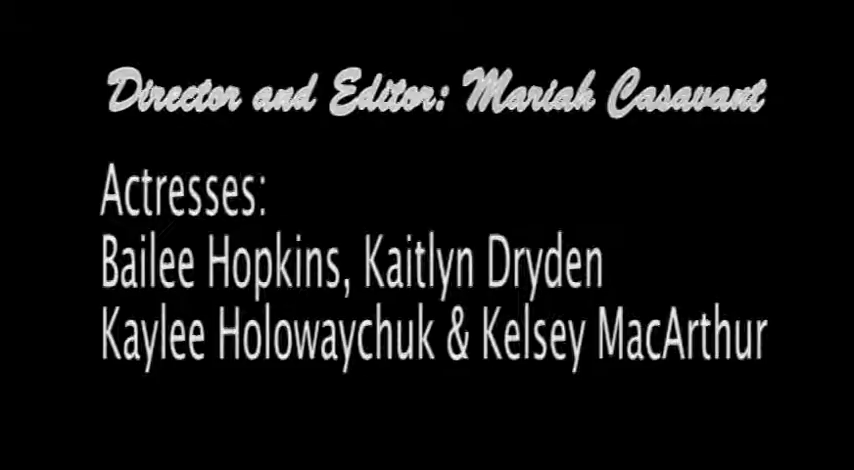 Director and Editor: Mariah Casavant
Actresses:
Bailee Hopkins, Kaitlyn Dryden
Kaylee Holowaychuk & Kelsey MacArthur